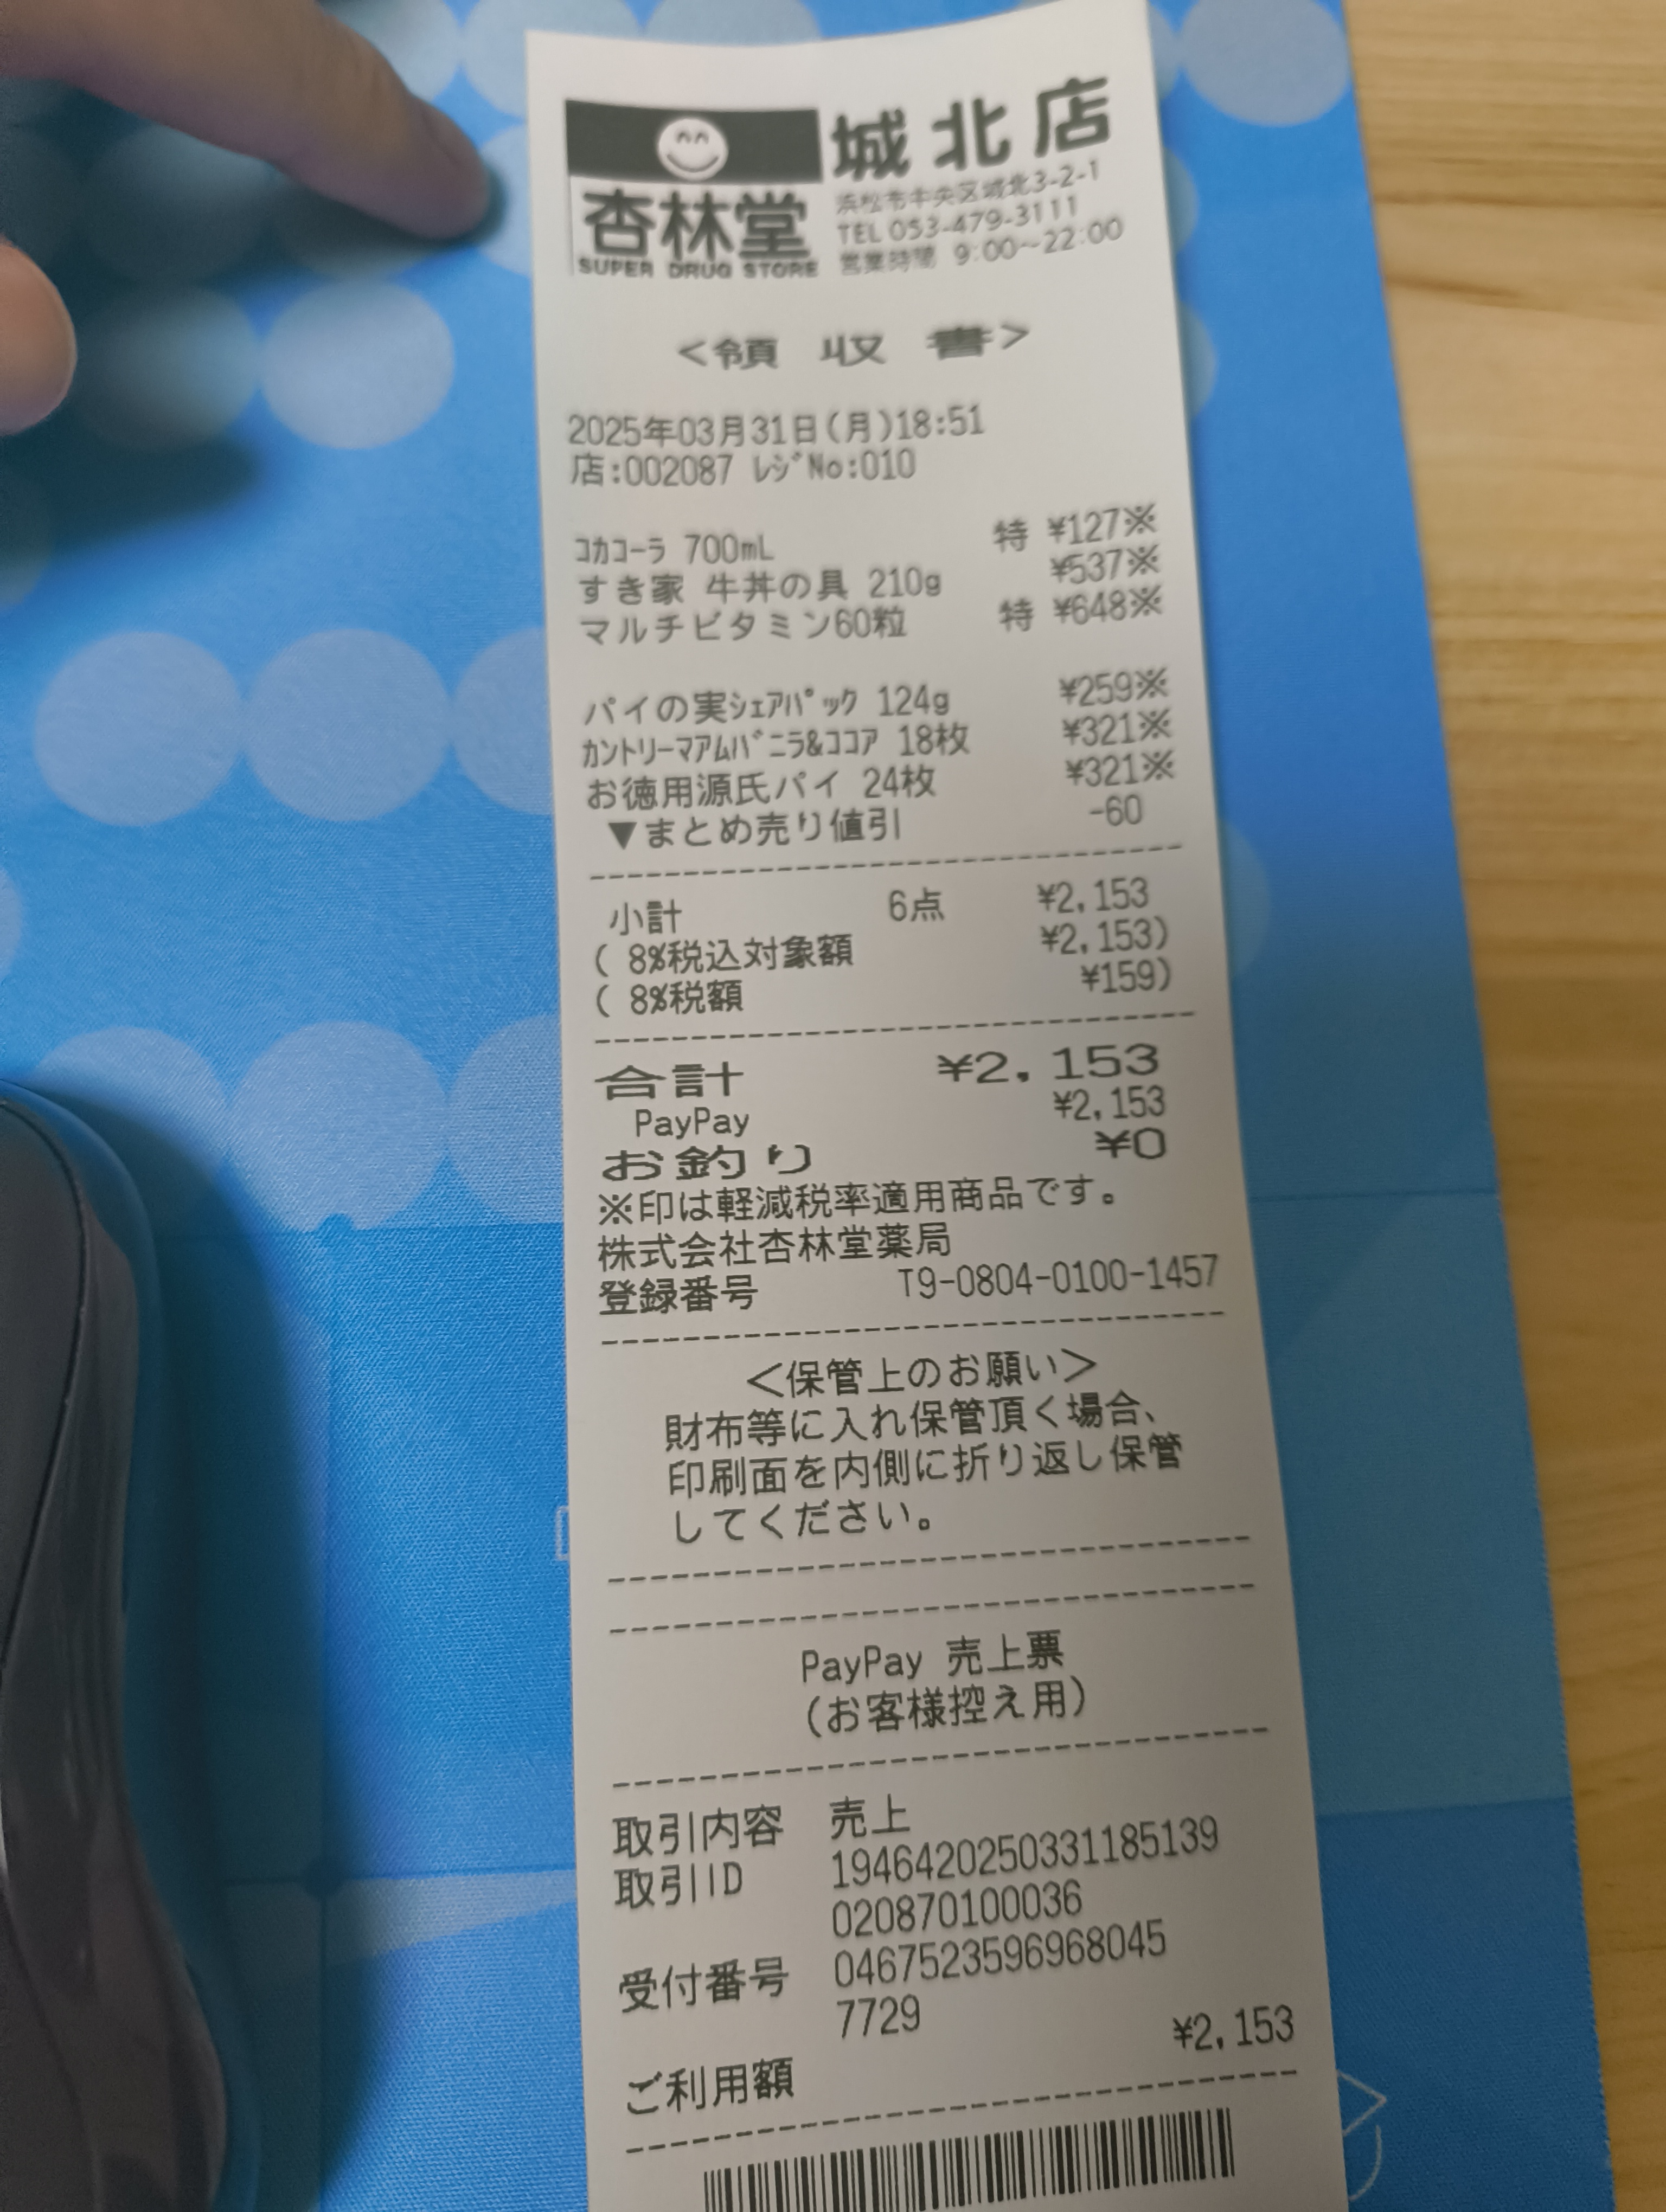 杏林堂
SUPER DRUG STORE
城北店
浜松市中央区城北3-2-1
TEL 053-479-3111
営業時間 9:00～22:00
＜領 収 書＞
2025年03月31日(月)18:51
店:002087 ﾚｼﾞNo:010
ｺｶｺｰﾗ 700mL 特 ¥127※
すき家 牛丼の具 210g ¥537※
マルチビタミン60粒 特 ¥648※
パイの実ｼｪｱﾊﾟｯｸ 124g ¥259※
ｶﾝﾄﾘｰﾏｱﾑﾊﾞﾆﾗ&ｺｺｱ 18枚 ¥321※
お徳用源氏パイ 24枚 ¥321※
▼まとめ売り値引 -60
小計 6点 ¥2,153
( 8%税込対象額 ¥2,153)
( 8%税額 ¥159)
合計 ¥2,153
PayPay ¥2,153
お釣り ¥0
※印は軽減税率適用商品です。
株式会社杏林堂薬局
登録番号 T9-0804-0100-1457
＜保管上のお願い＞
財布等に入れ保管頂く場合、
印刷面を内側に折り返し保管
してください。
PayPay 売上票
(お客様控え用)
取引内容 売上
取引ID 1946420250331185139
020870100036
受付番号 0467523596968045
7729
ご利用額 ¥2,153